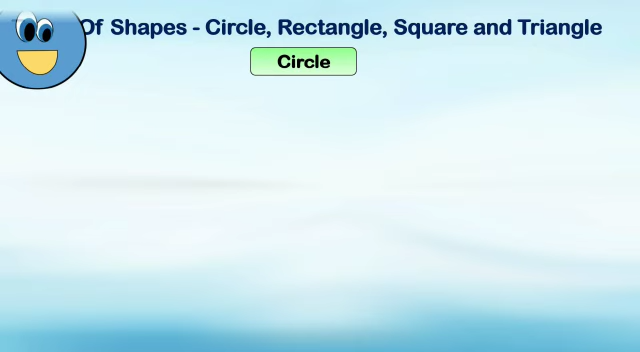 Of Shapes - Circle, Rectangle, Square and Triangle
Circle